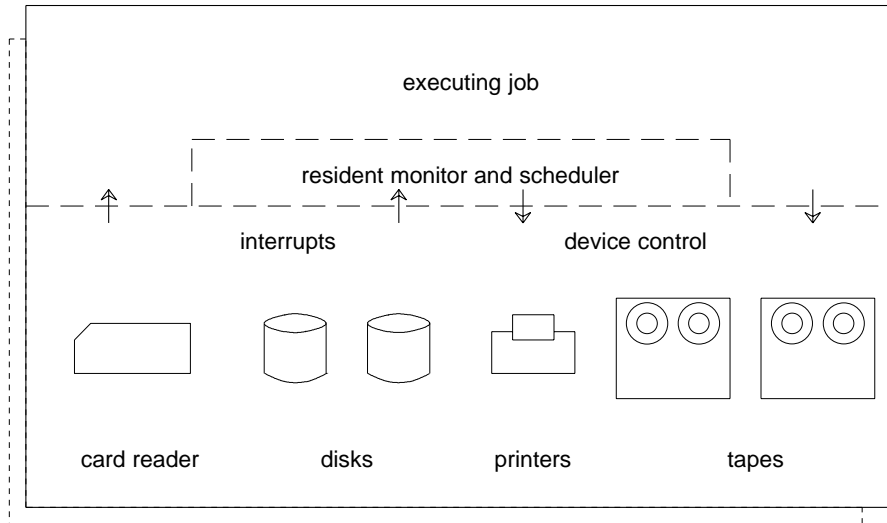 executing job
resident monitor and scheduler
interrupts device control
card reader disks printers tapes